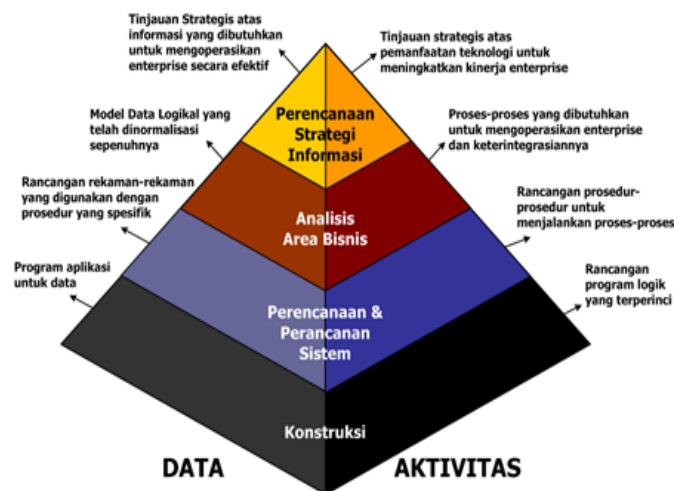 Tinjauan Strategis atas
informasi yang dibutuhkan
untuk mengoperasikan
enterprise secara efektif
Tinjauan strategis atas
pemanfaatan teknologi untuk
meningkatkan kinerja enterprise
Perencanaan
Strategi
Informasi
Model Data Logikal yang
telah dinormalisasi
sepenuhnya
Proses-proses yang dibutuhkan
untuk mengoperasikan enterprise
dan keterintegrasiannya
Analisis
Area Bisnis
Rancangan rekaman-rekaman
yang digunakan dengan
prosedur yang spesifik
Rancangan prosedur-
prosedur untuk
menjalankan proses-proses
Perencanaan &
Perancanan
Sistem
Program aplikasi
untuk data
Rancangan
program logik
yang terperinci
Konstruksi
DATA
AKTIVITAS